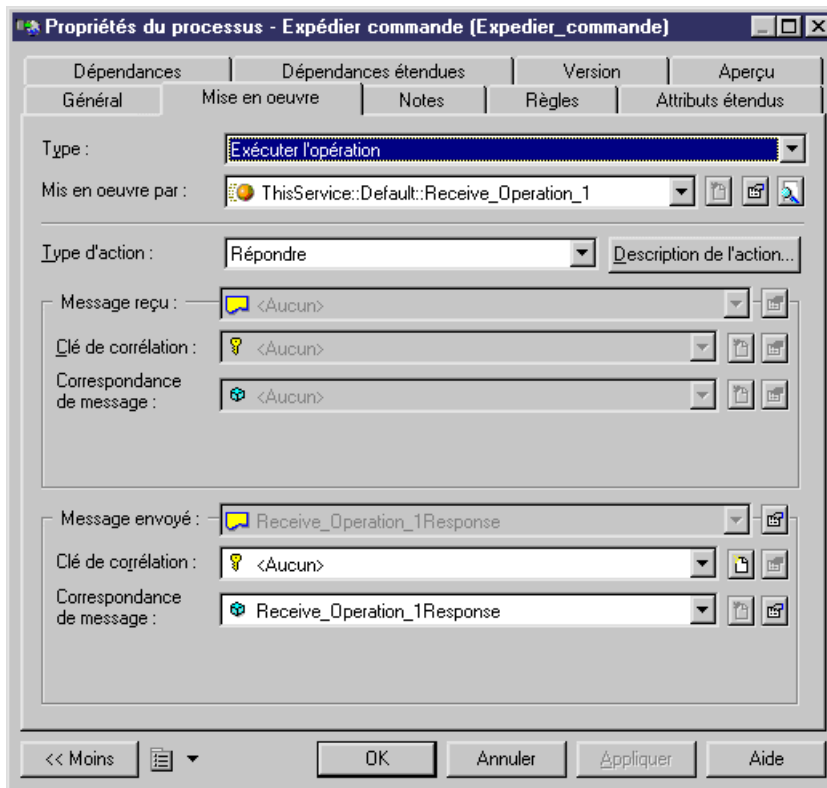 Propriétés du processus - Expédier commande (Expedier_commande)
Dépendances Dépendances étendues Version Aperçu
Général Mise en oeuvre Notes Règles Attributs étendus
Type : Exécuter l'opération
Mis en oeuvre par : ThisService::Default::Receive_Operation_1
Type d'action : Répondre Description de l'action...
Message reçu : <Aucun>
Clé de corrélation : <Aucun>
Correspondance
de message : <Aucun>
Message envoyé : Receive_Operation_1Response
Clé de corrélation : <Aucun>
Correspondance
de message : Receive_Operation_1Response
<< Moins OK Annuler Appliquer Aide